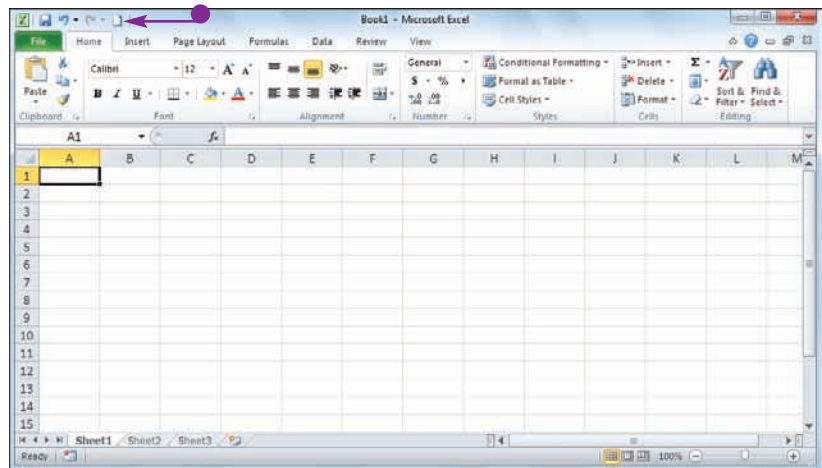 Book1 - Microsoft Excel
File Home Insert Page Layout Formulas Data Review View
Calibri 12 A A General Conditional Formatting Insert Σ
Paste B I U A $ % , Format as Table Delete Sort & Find &
Cell Styles Format Filter Select
Clipboard Font Alignment Number Styles Cells Editing
A1 fx
A B C D E F G H I J K L M
1
2
3
4
5
6
7
8
9
10
11
12
13
14
15
Sheet1 Sheet2 Sheet3
Ready 100%